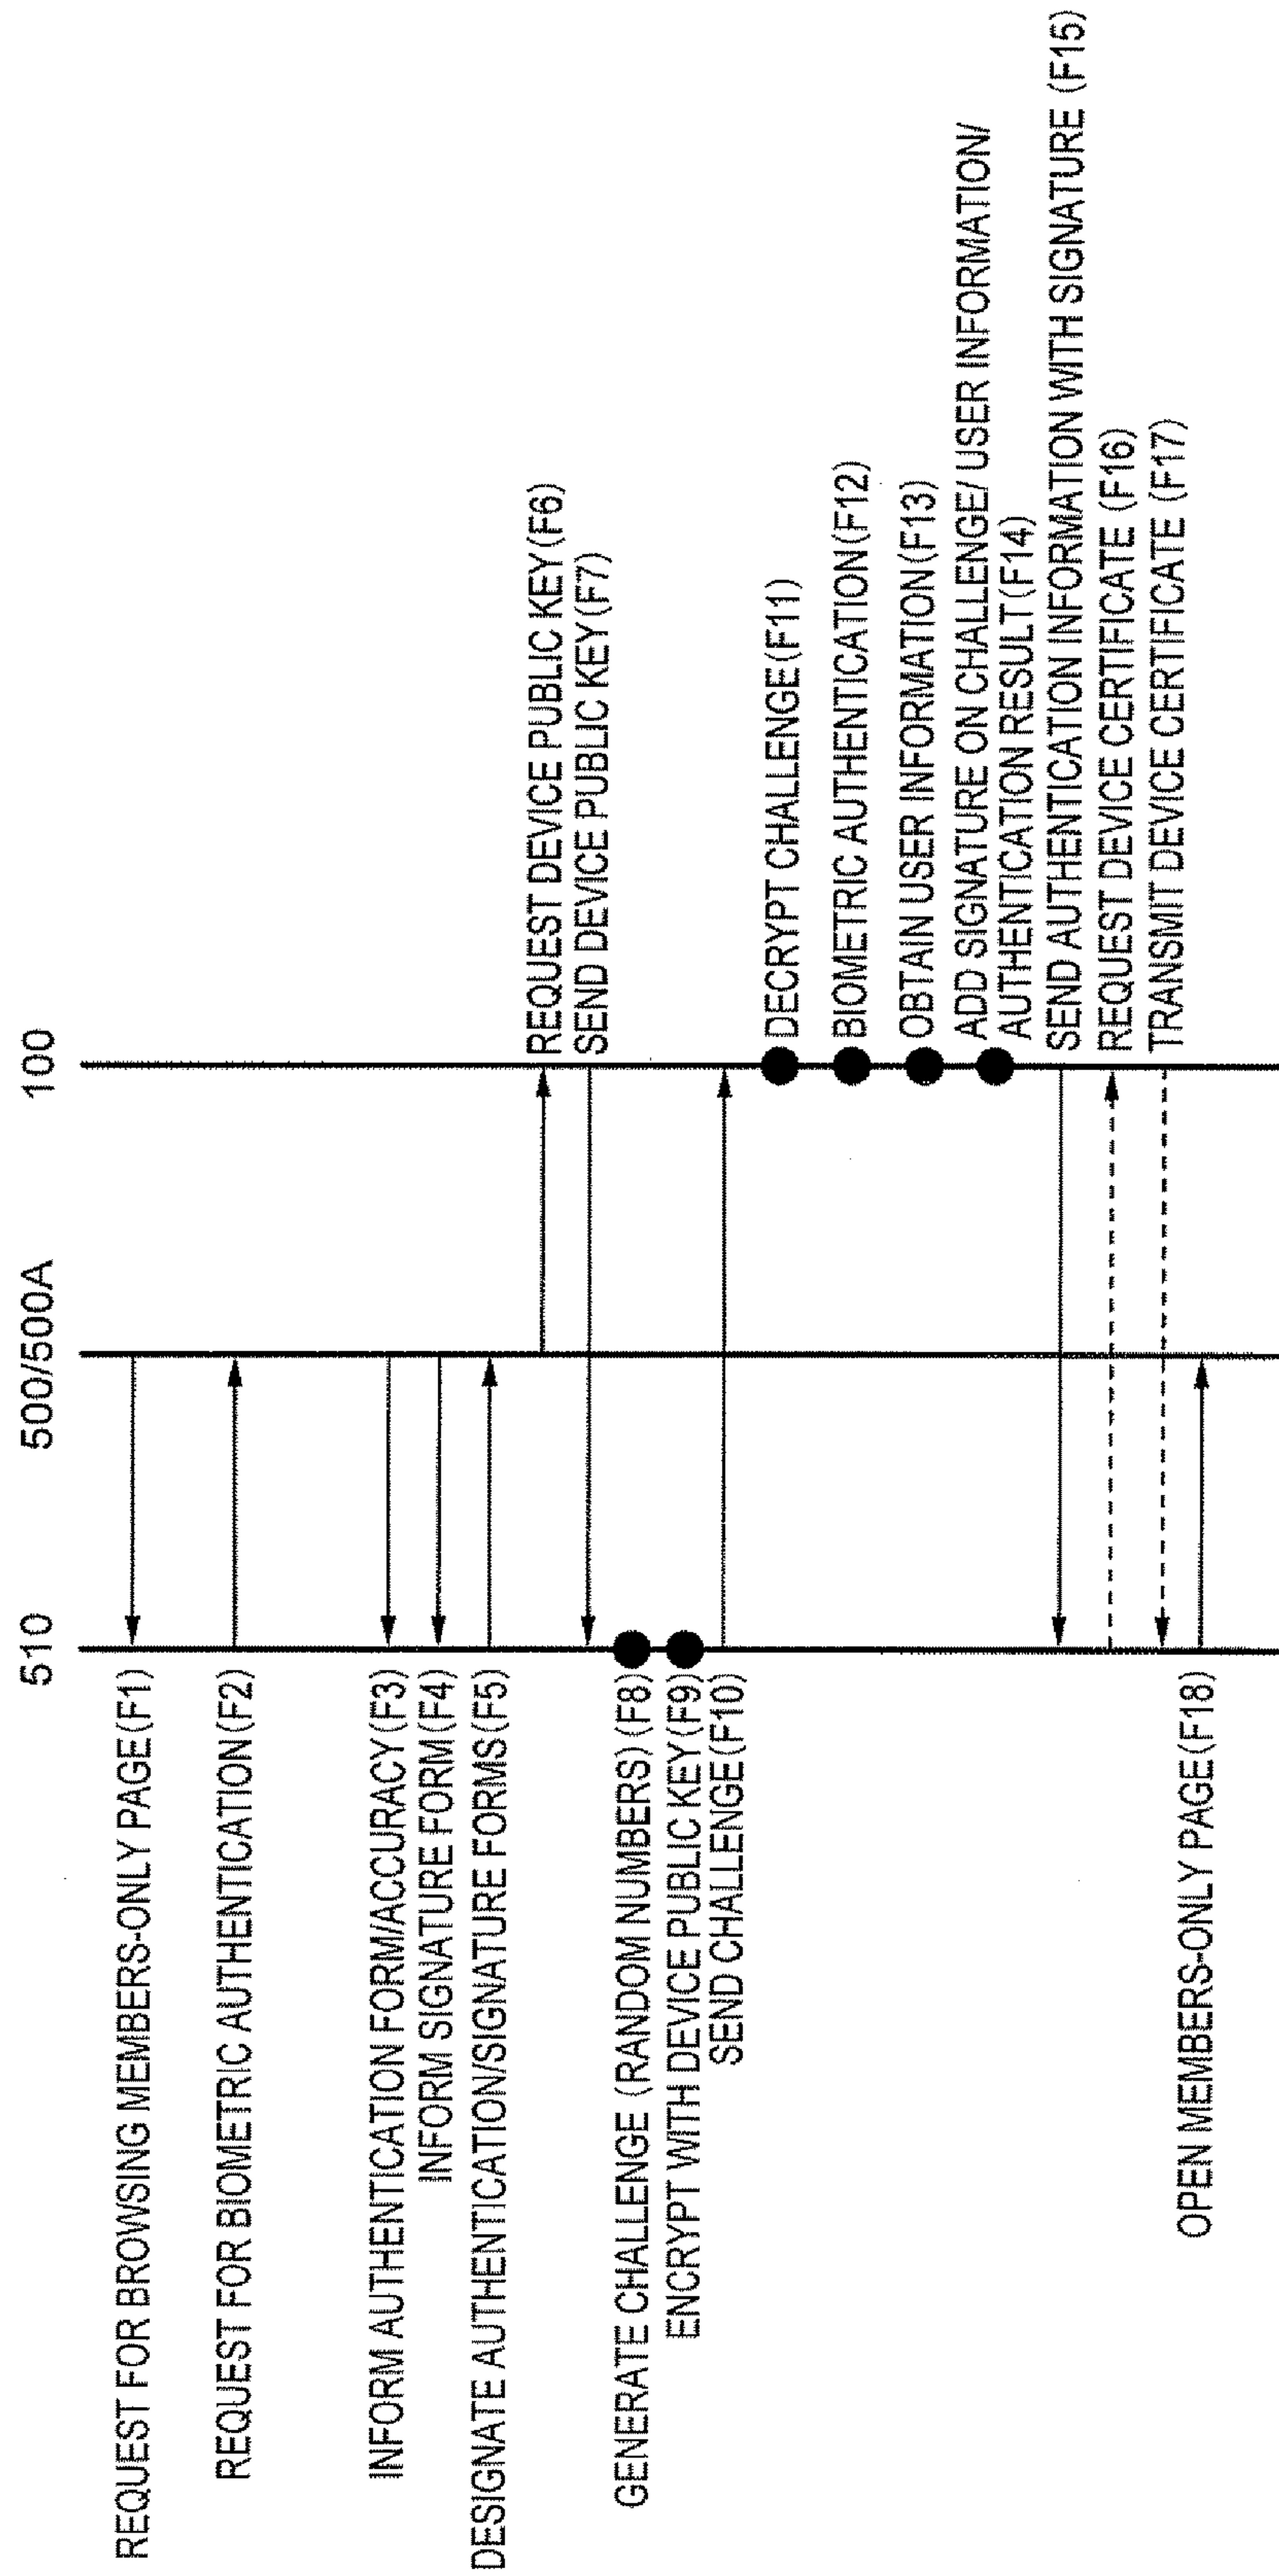 510
500/500A
100
REQUEST FOR BROWSING MEMBERS-ONLY PAGE(F1)
REQUEST FOR BIOMETRIC AUTHENTICATION(F2)
INFORM AUTHENTICATION FORM/ACCURACY(F3)
INFORM SIGNATURE FORM(F4)
DESIGNATE AUTHENTICATION/SIGNATURE FORMS(F5)
REQUEST DEVICE PUBLIC KEY(F6)
SEND DEVICE PUBLIC KEY(F7)
GENERATE CHALLENGE (RANDOM NUMBERS) (F8)
ENCRYPT WITH DEVICE PUBLIC KEY(F9)
SEND CHALLENGE(F10)
DECRYPT CHALLENGE(F11)
BIOMETRIC AUTHENTICATION(F12)
OBTAIN USER INFORMATION(F13)
ADD SIGNATURE ON CHALLENGE/ USER INFORMATION/
AUTHENTICATION RESULT(F14)
SEND AUTHENTICATION INFORMATION WITH SIGNATURE (F15)
REQUEST DEVICE CERTIFICATE (F16)
TRANSMIT DEVICE CERTIFICATE (F17)
OPEN MEMBERS-ONLY PAGE(F18)